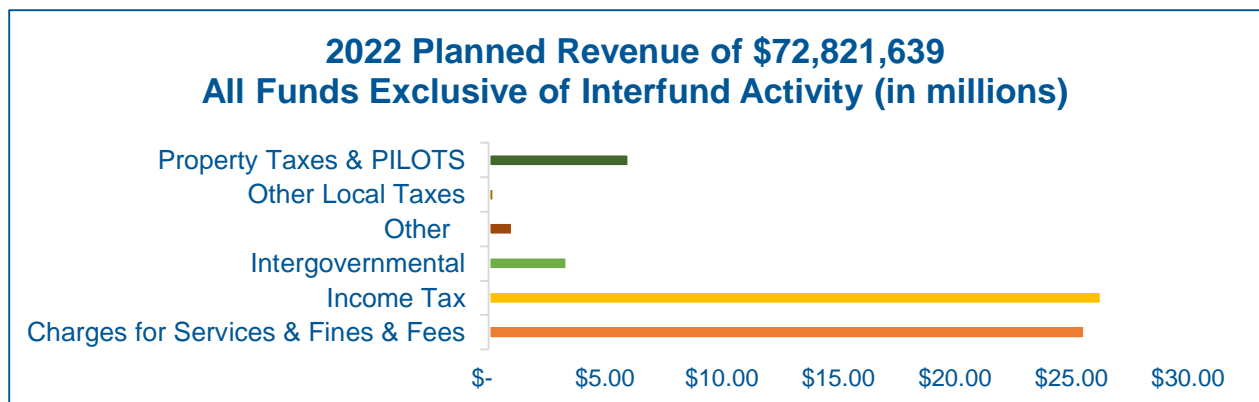 2022 Planned Revenue of $72,821,639
All Funds Exclusive of Interfund Activity (in millions)
Property Taxes & PILOTS
Other Local Taxes
Other
Intergovernmental
Income Tax
Charges for Services & Fines & Fees
$- $5.00 $10.00 $15.00 $20.00 $25.00 $30.00